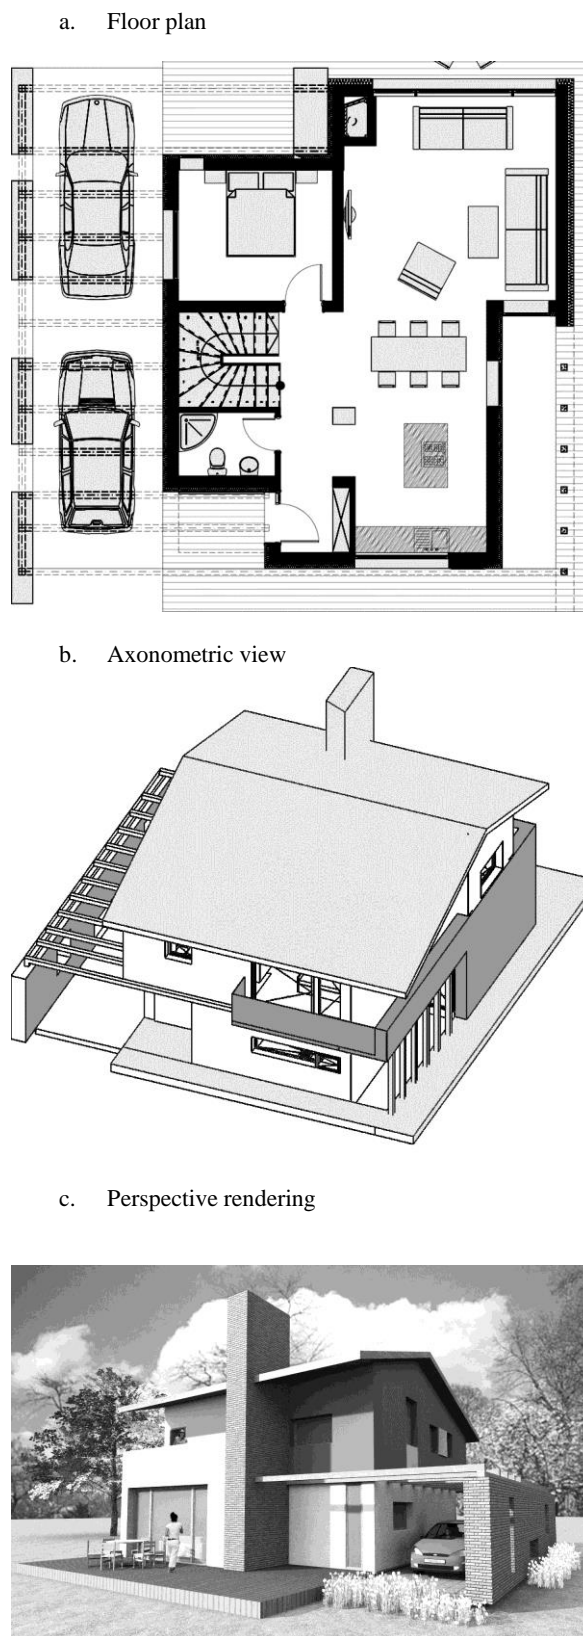 a. Floor plan
b. Axonometric view
c. Perspective rendering